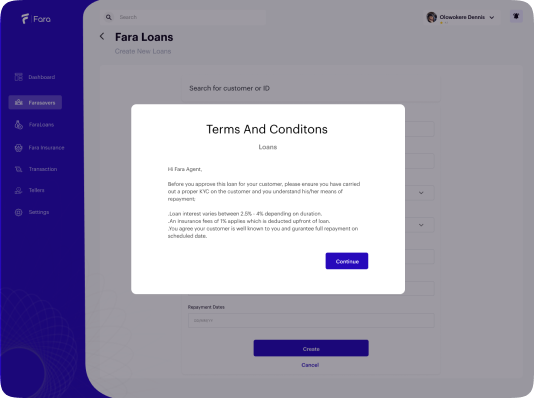 Fara
Search
Olowokere Dennis
Fara Loans
Create New Loans
Dashboard
Farasavers
FaraLoans
Fara Insurance
Transaction
Tellers
Settings
Search for customer or ID
Terms And Conditons
Loans
Hi Fara Agent,
Before you approve this loan for your customer, please ensure you have carried
out a proper KYC on the customer and you understand his/her means of
repayment.
.Loan interest varies between 2.5% - 4% depending on duration.
.An insurance fees of 1% applies which is deducted upfront of loan.
.You agree your customer is well known to you and gurantee full repayment on
scheduled date.
Continue
Repayment Dates
Create
Cancel